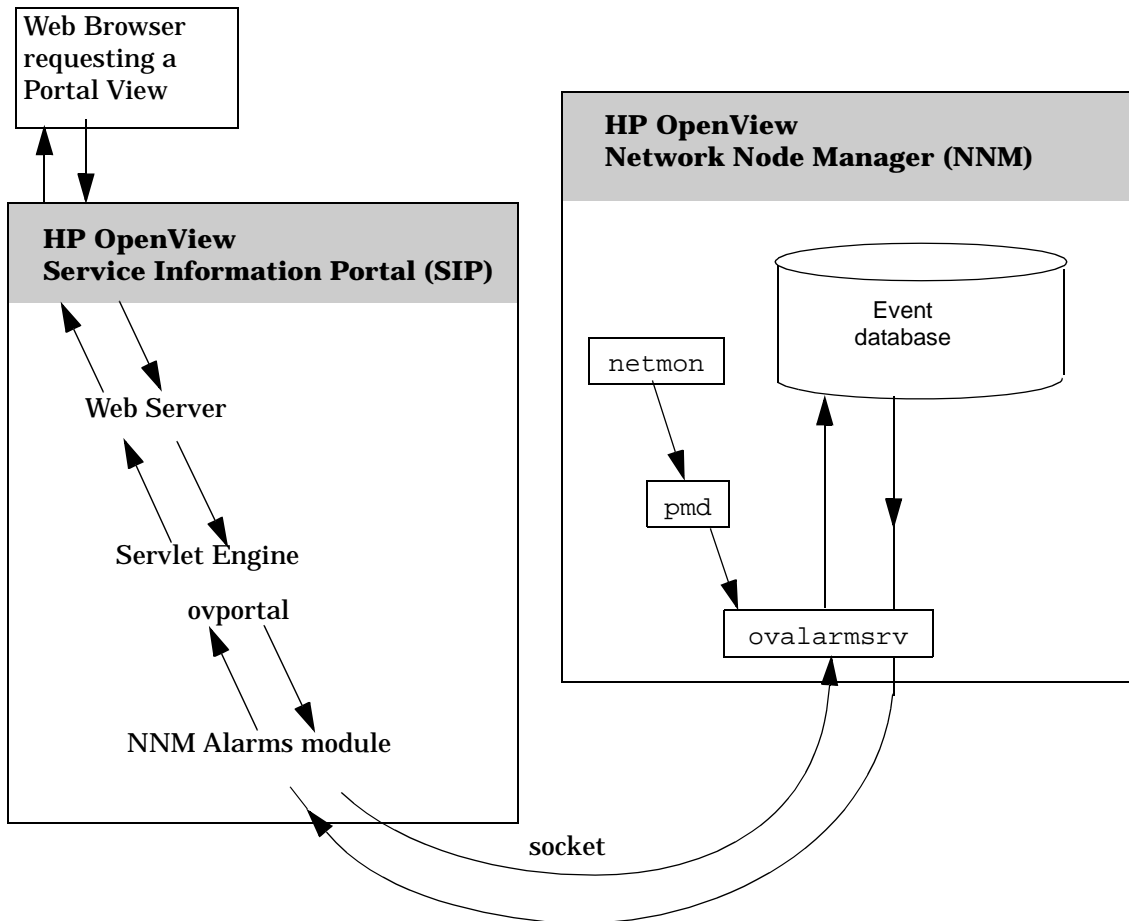 Web Browser
requesting a
Portal View
HP OpenView
Service Information Portal (SIP)
Web Server
Servlet Engine
ovportal
NNM Alarms module
socket
HP OpenView
Network Node Manager (NNM)
Event
database
netmon
pmd
ovalarmsrv